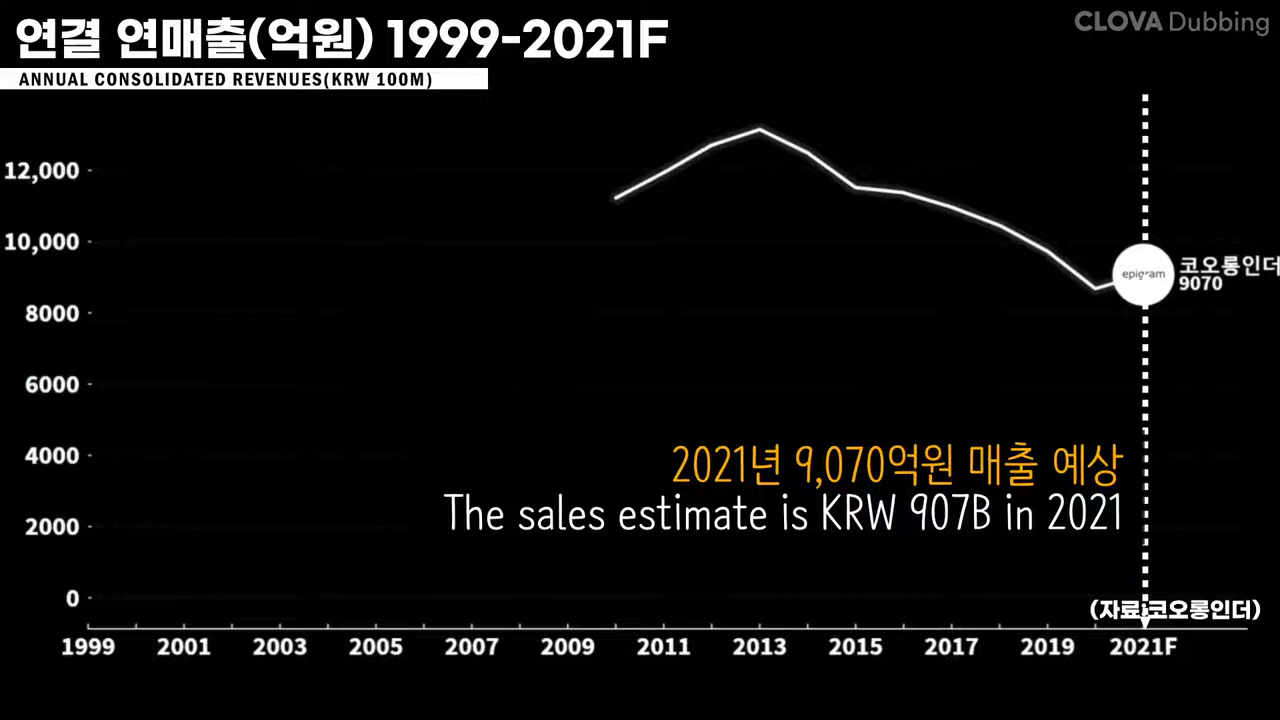 연결 연매출(억원) 1999-2021F
CLOVA Dubbing
ANNUAL CONSOLIDATED REVENUES(KRW 100M)
12,000
10,000
8000
6000
4000
2000
0
epigram
코오롱인더
9070
2021년 9,070억원 매출 예상
The sales estimate is KRW 907B in 2021
(자료:코오롱인더)
1999 2001 2003 2005 2007 2009 2011 2013 2015 2017 2019 2021F